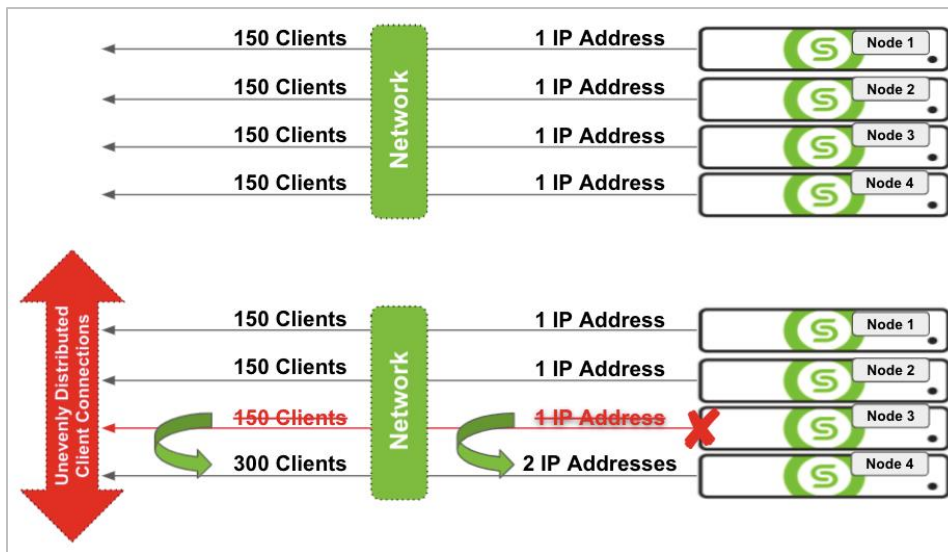 150 Clients 1 IP Address Node 1
150 Clients 1 IP Address Node 2
150 Clients 1 IP Address Node 3
150 Clients 1 IP Address Node 4
Network
Unevenly Distributed
Client Connections
150 Clients 1 IP Address Node 1
150 Clients 1 IP Address Node 2
150 Clients 1 IP Address Node 3
300 Clients 2 IP Addresses Node 4
Network